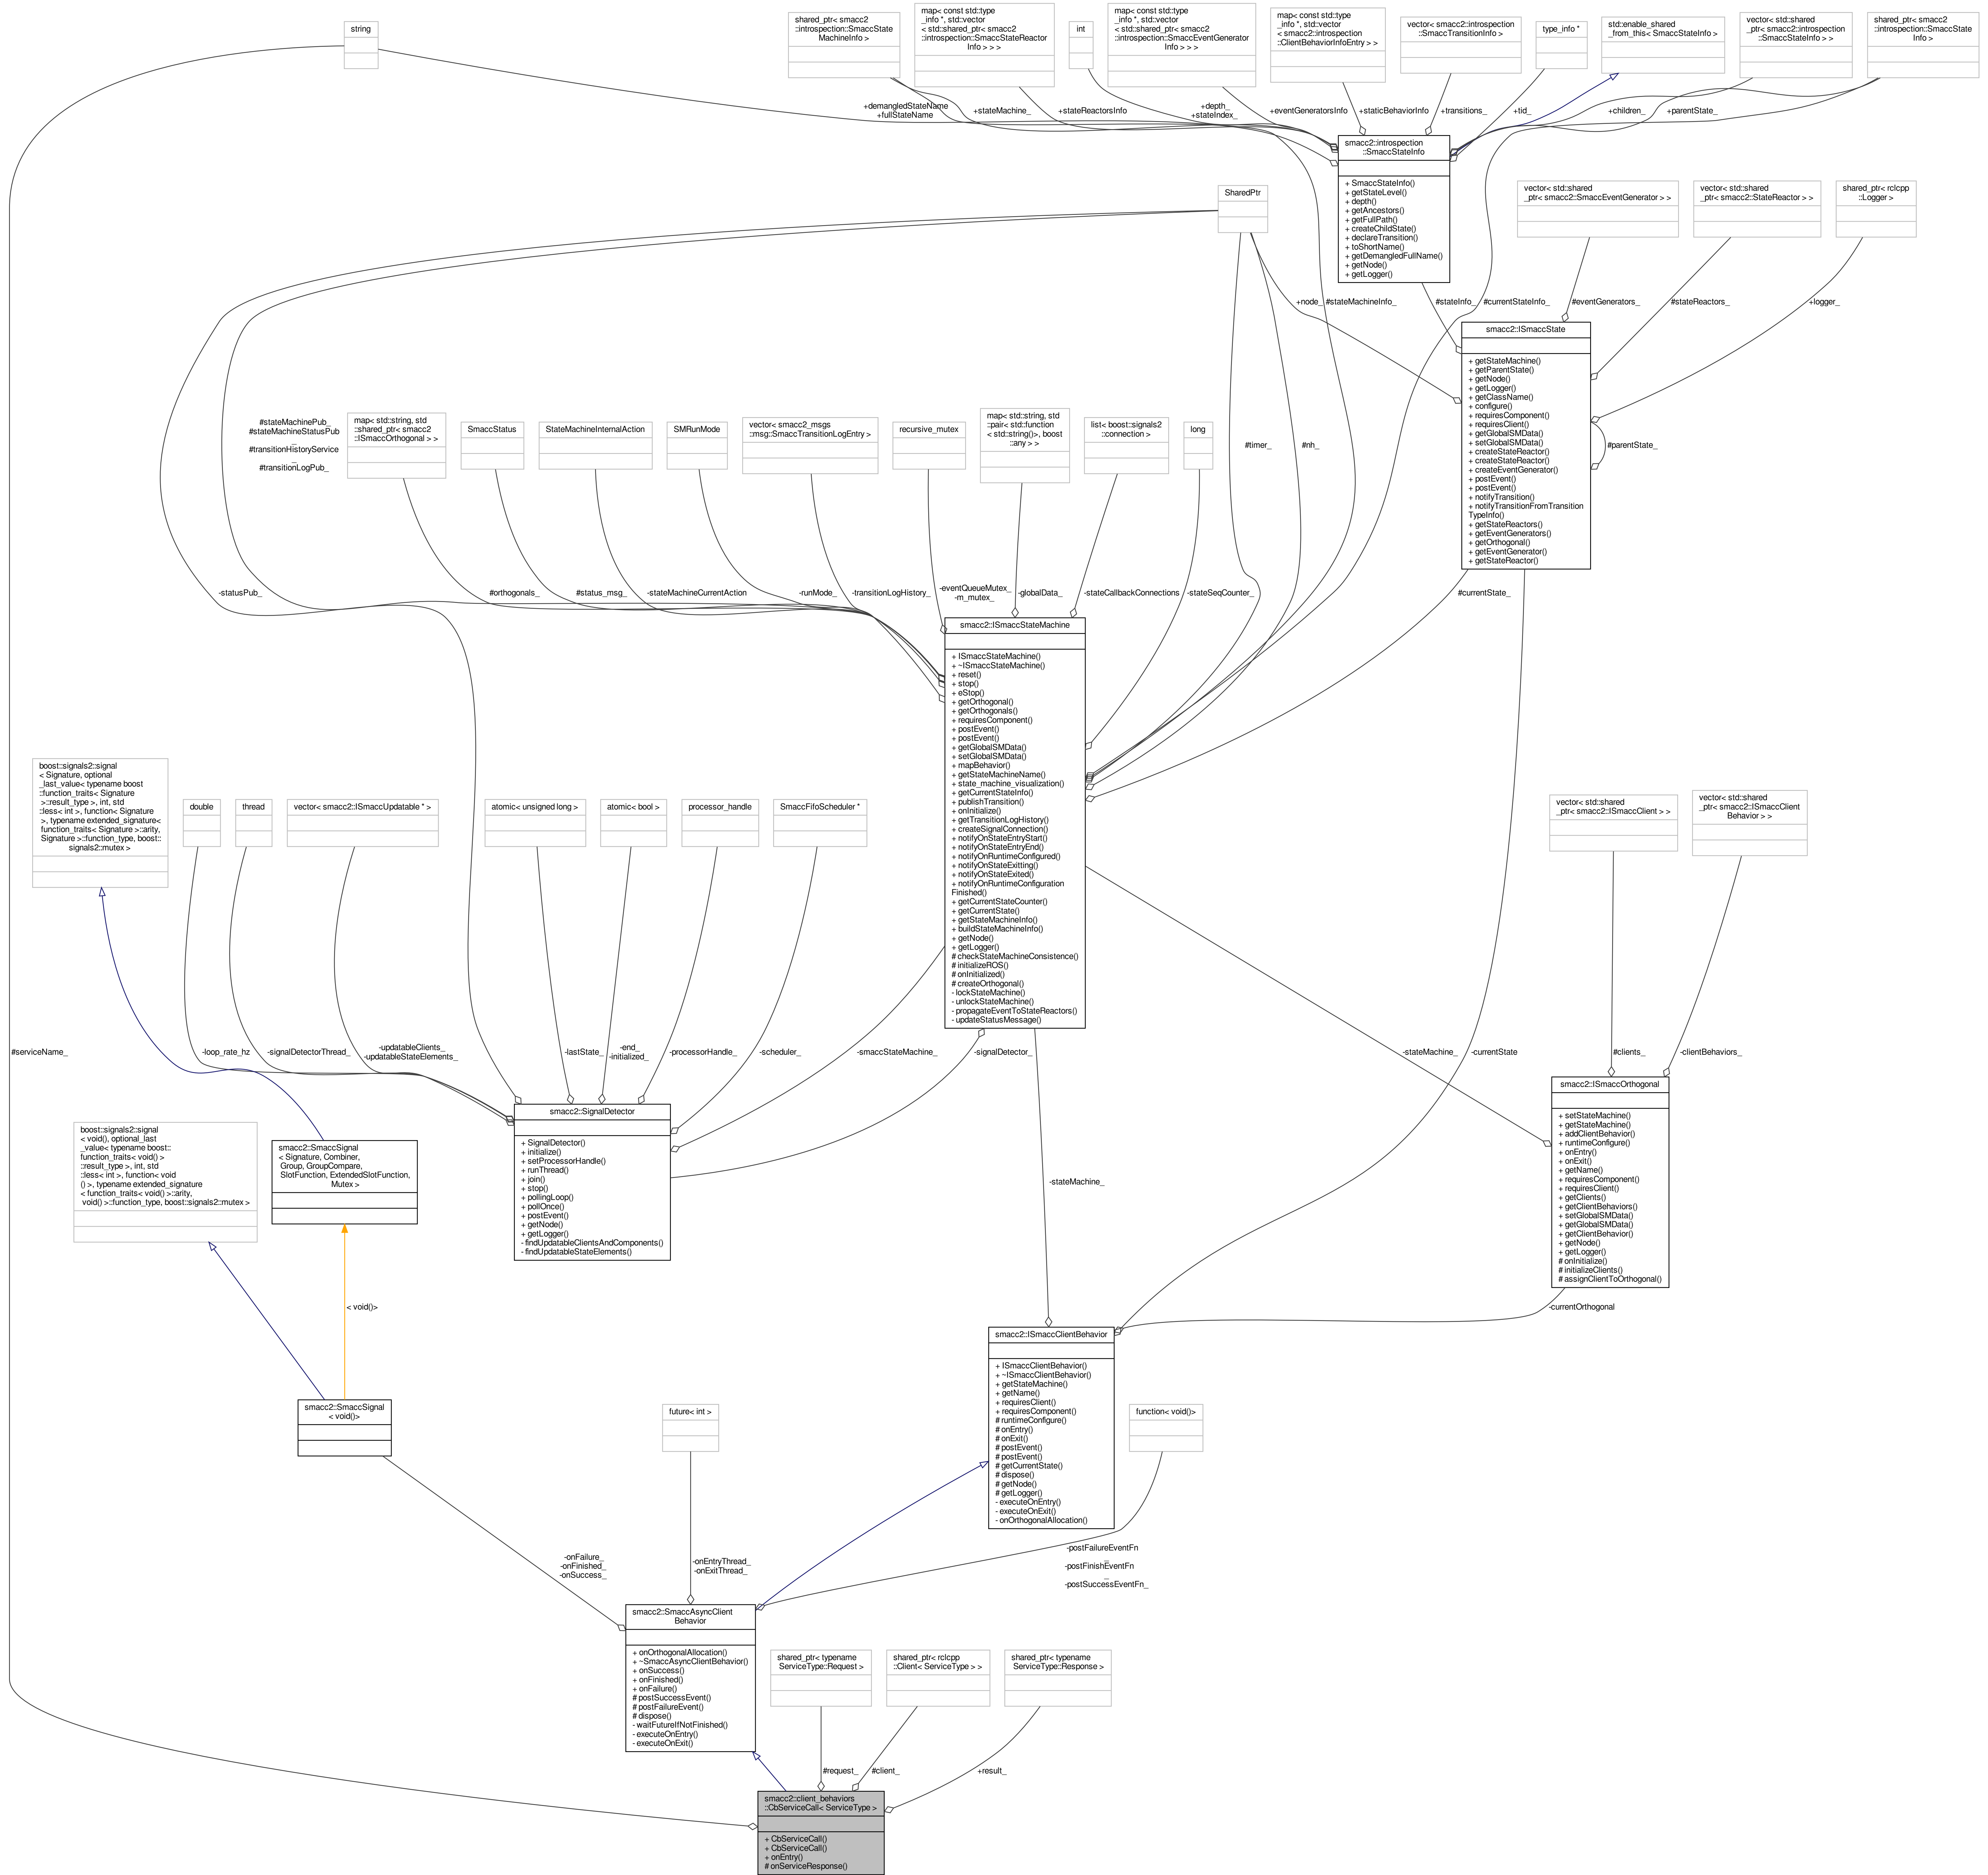 string
shared_ptr< smacc2
::introspection::SmaccState
MachineInfo >
map< const std::type
_info *, std::vector
< std::shared_ptr< smacc2
::introspection::SmaccStateReactor
Info > > >
int
map< const std::type
_info *, std::vector
< std::shared_ptr< smacc2
::introspection::SmaccEventGenerator
Info > > >
map< const std::type
_info *, std::vector
< smacc2::introspection
::ClientBehaviorInfoEntry > >
vector< smacc2::introspection
::SmaccTransitionInfo >
type_info *
std::enable_shared
_from_this< SmaccStateInfo >
vector< std::shared
_ptr< smacc2::introspection
::SmaccStateInfo > >
shared_ptr< smacc2
::introspection::SmaccState
Info >
+demangledStateName
+fullStateName
+stateMachine_
+stateReactorsInfo
+depth_
+stateIndex_
+eventGeneratorsInfo
+staticBehaviorInfo
+transitions_
+tid_
+children_
+parentState_
smacc2::introspection
::SmaccStateInfo
+ SmaccStateInfo()
+ getStateLevel()
+ depth()
+ getAncestors()
+ getFullPath()
+ createChildState()
+ declareTransition()
+ toShortName()
+ getDemangledFullName()
+ getNode()
+ getLogger()
SharedPtr
vector< std::shared
_ptr< smacc2::SmaccEventGenerator > >
vector< std::shared
_ptr< smacc2::StateReactor > >
shared_ptr< rclcpp
::Logger >
+node_
#stateMachineInfo_
#stateInfo_
#currentStateInfo_
#eventGenerators_
#stateReactors_
+logger_
smacc2::ISmaccState
+ getStateMachine()
+ getParentState()
+ getNode()
+ getLogger()
+ getClassName()
+ configure()
+ requiresComponent()
+ requiresClient()
+ getGlobalSMData()
+ setGlobalSMData()
+ createStateReactor()
+ createStateReactor()
+ createEventGenerator()
+ postEvent()
+ postEvent()
+ notifyTransition()
+ notifyTransitionFromTransition
TypeInfo()
+ getStateReactors()
+ getEventGenerators()
+ getOrthogonal()
+ getEventGenerator()
+ getStateReactor()
#parentState_
#stateMachinePub_
#stateMachineStatusPub
_
#transitionHistoryService
_
#transitionLogPub_
map< std::string, std
::shared_ptr< smacc2
::ISmaccOrthogonal > >
SmaccStatus
StateMachineInternalAction
SMRunMode
vector< smacc2_msgs
::msg::SmaccTransitionLogEntry >
recursive_mutex
map< std::string, std
::pair< std::function
< std::string()>, boost
::any > >
list< boost::signals2
::connection >
long
#timer_
#nh_
-statusPub_
#orthogonals_
#status_msg_
-stateMachineCurrentAction
-runMode_
-transitionLogHistory_
-eventQueueMutex_
-m_mutex_
-globalData_
-stateCallbackConnections
-stateSeqCounter_
#currentState_
smacc2::ISmaccStateMachine
+ ISmaccStateMachine()
+ ~ISmaccStateMachine()
+ reset()
+ stop()
+ eStop()
+ getOrthogonal()
+ getOrthogonals()
+ requiresComponent()
+ postEvent()
+ postEvent()
+ getGlobalSMData()
+ setGlobalSMData()
+ mapBehavior()
+ getStateMachineName()
+ state_machine_visualization()
+ getCurrentStateInfo()
+ publishTransition()
+ onInitialize()
+ getTransitionLogHistory()
+ createSignalConnection()
+ notifyOnStateEntryStart()
+ notifyOnStateEntryEnd()
+ notifyOnRuntimeConfigured()
+ notifyOnStateExitting()
+ notifyOnStateExited()
+ notifyOnRuntimeConfiguration
Finished()
+ getCurrentStateCounter()
+ getCurrentState()
+ getStateMachineInfo()
+ buildStateMachineInfo()
+ getNode()
+ getLogger()
# checkStateMachineConsistence()
# initializeROS()
# onInitialized()
# createOrthogonal()
- lockStateMachine()
- unlockStateMachine()
- propagateEventToStateReactors()
- updateStatusMessage()
boost::signals2::signal
< Signature, optional
_last_value< typename boost
::function_traits< Signature
>::result_type >, int, std
::less< int >, function< Signature
>, typename extended_signature<
function_traits< Signature >::arity,
Signature >::function_type, boost::
signals2::mutex >
double
thread
vector< smacc2::ISmaccUpdatable * >
atomic< unsigned long >
atomic< bool >
processor_handle
SmaccFifoScheduler *
vector< std::shared
_ptr< smacc2::ISmaccClient > >
vector< std::shared
_ptr< smacc2::ISmaccClient
Behavior > >
#serviceName_
-loop_rate_hz
-signalDetectorThread_
-updatableClients_
-updatableStateElements_
-lastState_
-end_
-initialized_
-processorHandle_
-scheduler_
-smaccStateMachine_
-signalDetector_
-stateMachine_
-currentState
#clients_
-clientBehaviors_
smacc2::SignalDetector
+ SignalDetector()
+ initialize()
+ setProcessorHandle()
+ runThread()
+ join()
+ stop()
+ pollingLoop()
+ pollOnce()
+ postEvent()
+ getNode()
+ getLogger()
- findUpdatableClientsAndComponents()
- findUpdatableStateElements()
smacc2::ISmaccOrthogonal
+ setStateMachine()
+ getStateMachine()
+ addClientBehavior()
+ runtimeConfigure()
+ onEntry()
+ onExit()
+ getName()
+ requiresComponent()
+ requiresClient()
+ getClients()
+ getClientBehaviors()
+ setGlobalSMData()
+ getGlobalSMData()
+ getClientBehavior()
+ getNode()
+ getLogger()
# onInitialize()
# initializeClients()
# assignClientToOrthogonal()
boost::signals2::signal
< void(), optional_last
_value< typename boost::
function_traits< void() >
::result_type >, int, std
::less< int >, function< void
() >, typename extended_signature
< function_traits< void() >::arity,
void() >::function_type, boost::signals2::mutex >
smacc2::SmaccSignal
< Signature, Combiner,
Group, GroupCompare,
SlotFunction, ExtendedSlotFunction,
Mutex >
-stateMachine_
< void()>
-currentOrthogonal
smacc2::ISmaccClientBehavior
+ ISmaccClientBehavior()
+ ~ISmaccClientBehavior()
+ getStateMachine()
+ getName()
+ requiresClient()
+ requiresComponent()
# runtimeConfigure()
# onEntry()
# onExit()
# postEvent()
# postEvent()
# getCurrentState()
# dispose()
# getNode()
# getLogger()
- executeOnEntry()
- executeOnExit()
- onOrthogonalAllocation()
smacc2::SmaccSignal
< void()>
future< int >
function< void()>
-onFailure_
-onFinished_
-onSuccess_
-onEntryThread_
-onExitThread_
-postFailureEventFn
_
-postFinishEventFn
_
-postSuccessEventFn_
smacc2::SmaccAsyncClient
Behavior
+ onOrthogonalAllocation()
+ ~SmaccAsyncClientBehavior()
+ onSuccess()
+ onFinished()
+ onFailure()
# postSuccessEvent()
# postFailureEvent()
# dispose()
- waitFutureIfNotFinished()
- executeOnEntry()
- executeOnExit()
shared_ptr< typename
ServiceType::Request >
shared_ptr< rclcpp
::Client< ServiceType > >
shared_ptr< typename
ServiceType::Response >
#request_
#client_
+result_
smacc2::client_behaviors
::CbServiceCall< ServiceType >
+ CbServiceCall()
+ CbServiceCall()
+ onEntry()
# onServiceResponse()